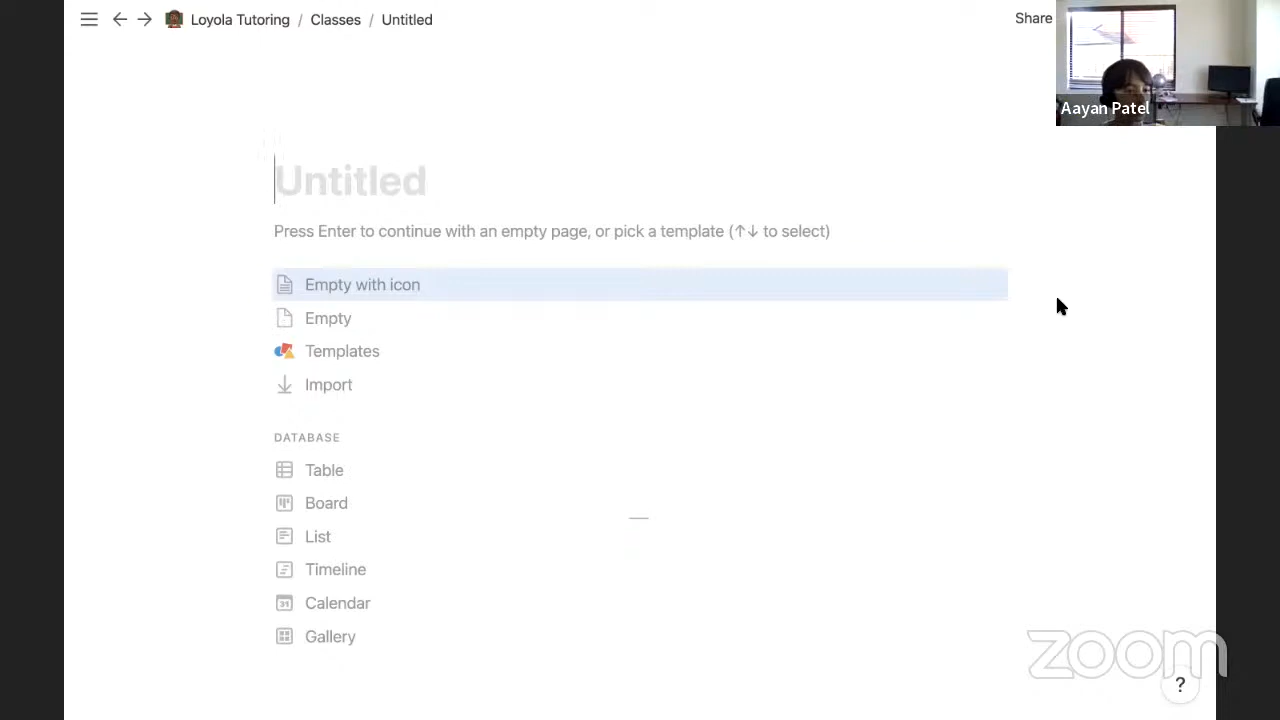 Loyola Tutoring / Classes / Untitled
Share
Aayan Patel
Untitled
Press Enter to continue with an empty page, or pick a template (↑↓ to select)
Empty with icon
Empty
Templates
Import
DATABASE
Table
Board
List
Timeline
31 Calendar
Gallery
zoom
?